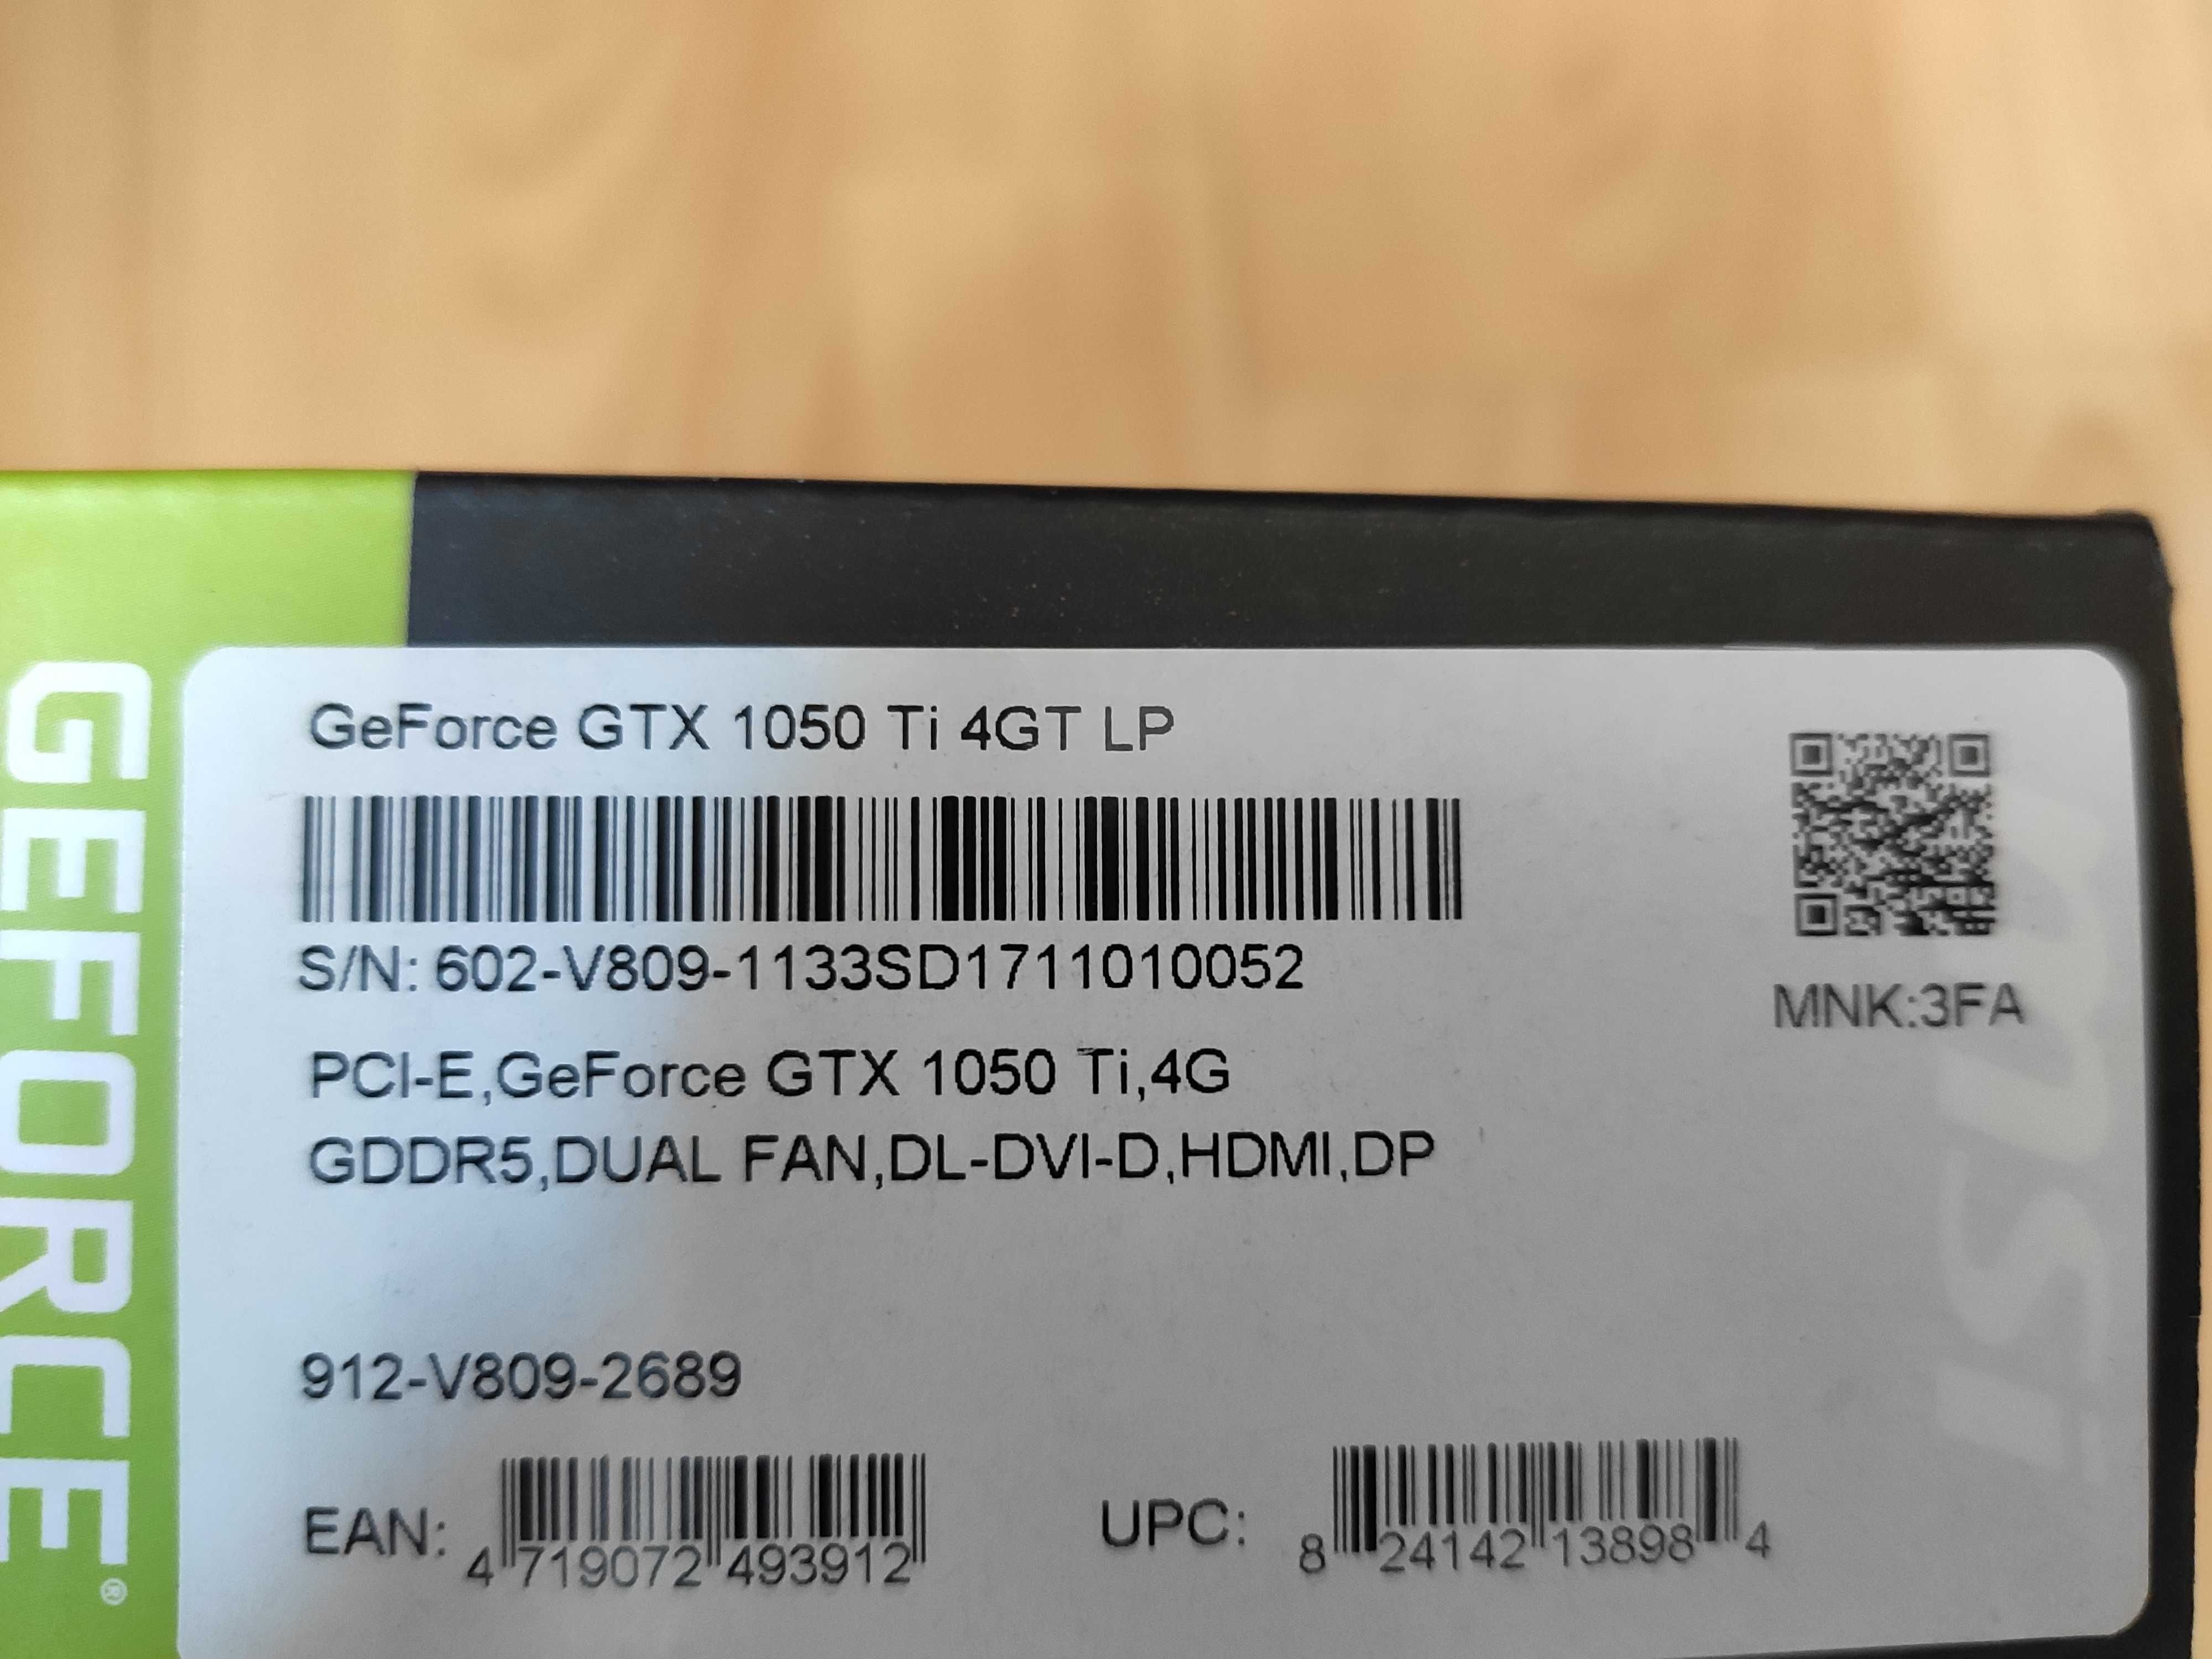 GEFORCE®
GeForce GTX 1050 Ti 4GT LP
S/N: 602-V809-1133SD1711010052
MNK:3FA
PCI-E,GeForce GTX 1050 Ti,4G
GDDR5,DUAL FAN,DL-DVI-D,HDMI,DP
912-V809-2689
EAN: 4 719072 493912
UPC: 8 24142 13898 4
msi